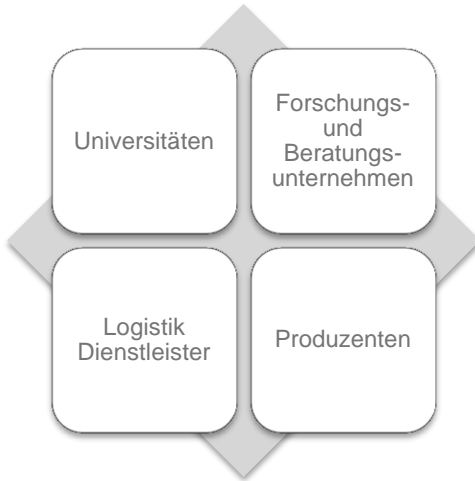 Universitäten
Forschungs-
und
Beratungs-
unternehmen
Logistik
Dienstleister
Produzenten